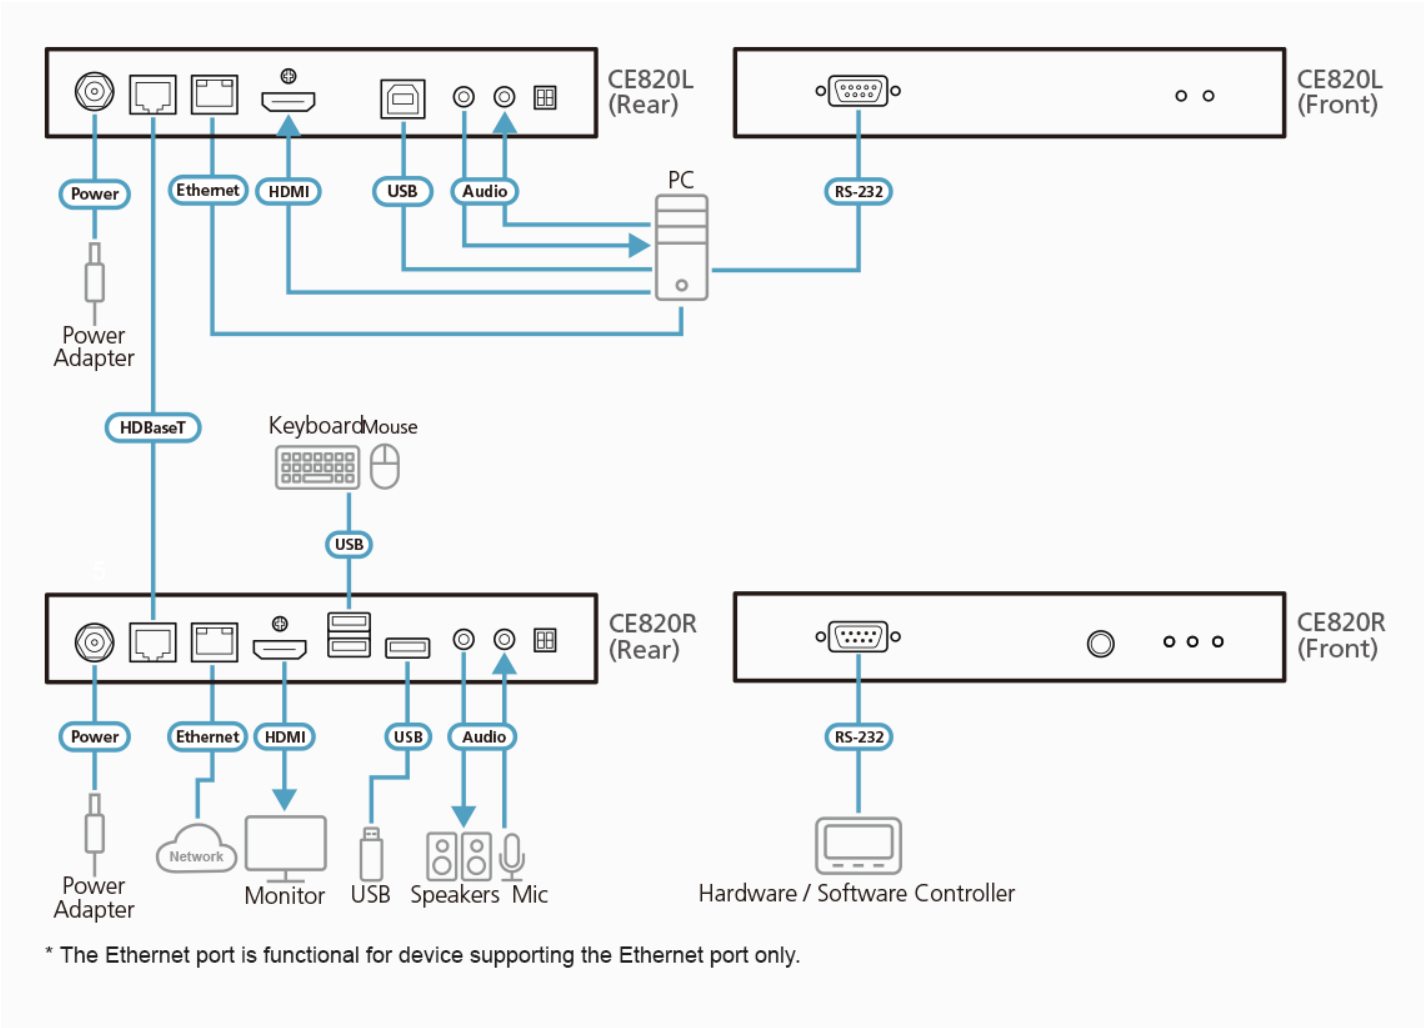 CE820L
(Rear)
CE820L
(Front)
Power
Ethernet
HDMI
USB
Audio
PC
RS-232
Power
Adapter
HDBaseT
Keyboard
Mouse
USB
5
CE820R
(Rear)
CE820R
(Front)
Power
Ethernet
HDMI
USB
Audio
RS-232
Network
Power
Adapter
Monitor
USB
Speakers
Mic
Hardware / Software Controller
* The Ethernet port is functional for device supporting the Ethernet port only.